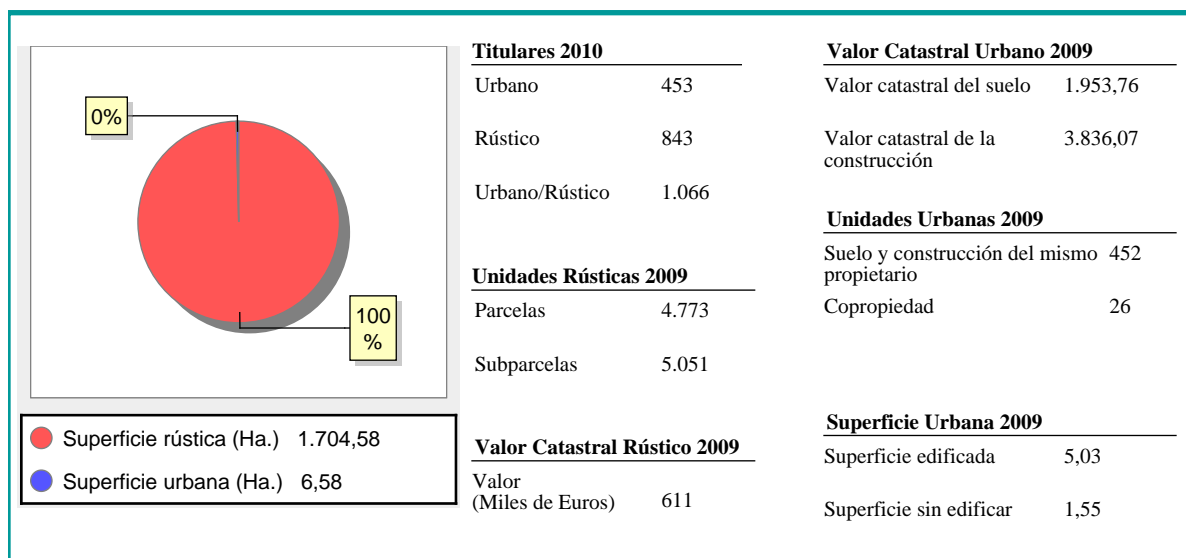 0%
100
%
Superficie rústica (Ha.) 1.704,58
Superficie urbana (Ha.) 6,58
Titulares 2010
Urbano 453
Rústico 843
Urbano/Rústico 1.066
Unidades Rústicas 2009
Parcelas 4.773
Subparcelas 5.051
Valor Catastral Rústico 2009
Valor
(Miles de Euros) 611
Valor Catastral Urbano 2009
Valor catastral del suelo 1.953,76
Valor catastral de la 3.836,07
construcción
Unidades Urbanas 2009
Suelo y construcción del mismo 452
propietario
Copropiedad 26
Superficie Urbana 2009
Superficie edificada 5,03
Superficie sin edificar 1,55